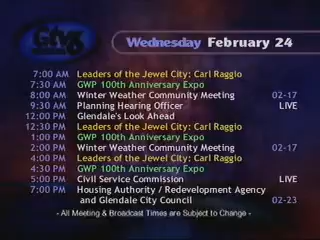 GTV6
Wednesday February 24
7:00 AM Leaders of the Jewel City: Carl Raggio
7:30 AM GWP 100th Anniversary Expo
8:00 AM Winter Weather Community Meeting 02-17
9:30 AM Planning Hearing Officer LIVE
12:00 PM Glendale's Look Ahead
12:30 PM Leaders of the Jewel City: Carl Raggio
1:00 PM GWP 100th Anniversary Expo
2:00 PM Winter Weather Community Meeting 02-17
4:00 PM Leaders of the Jewel City: Carl Raggio
4:30 PM GWP 100th Anniversary Expo
5:00 PM Civil Service Commission LIVE
7:00 PM Housing Authority / Redevelopment Agency
and Glendale City Council 02-23
- All Meeting & Broadcast Times are Subject to Change -